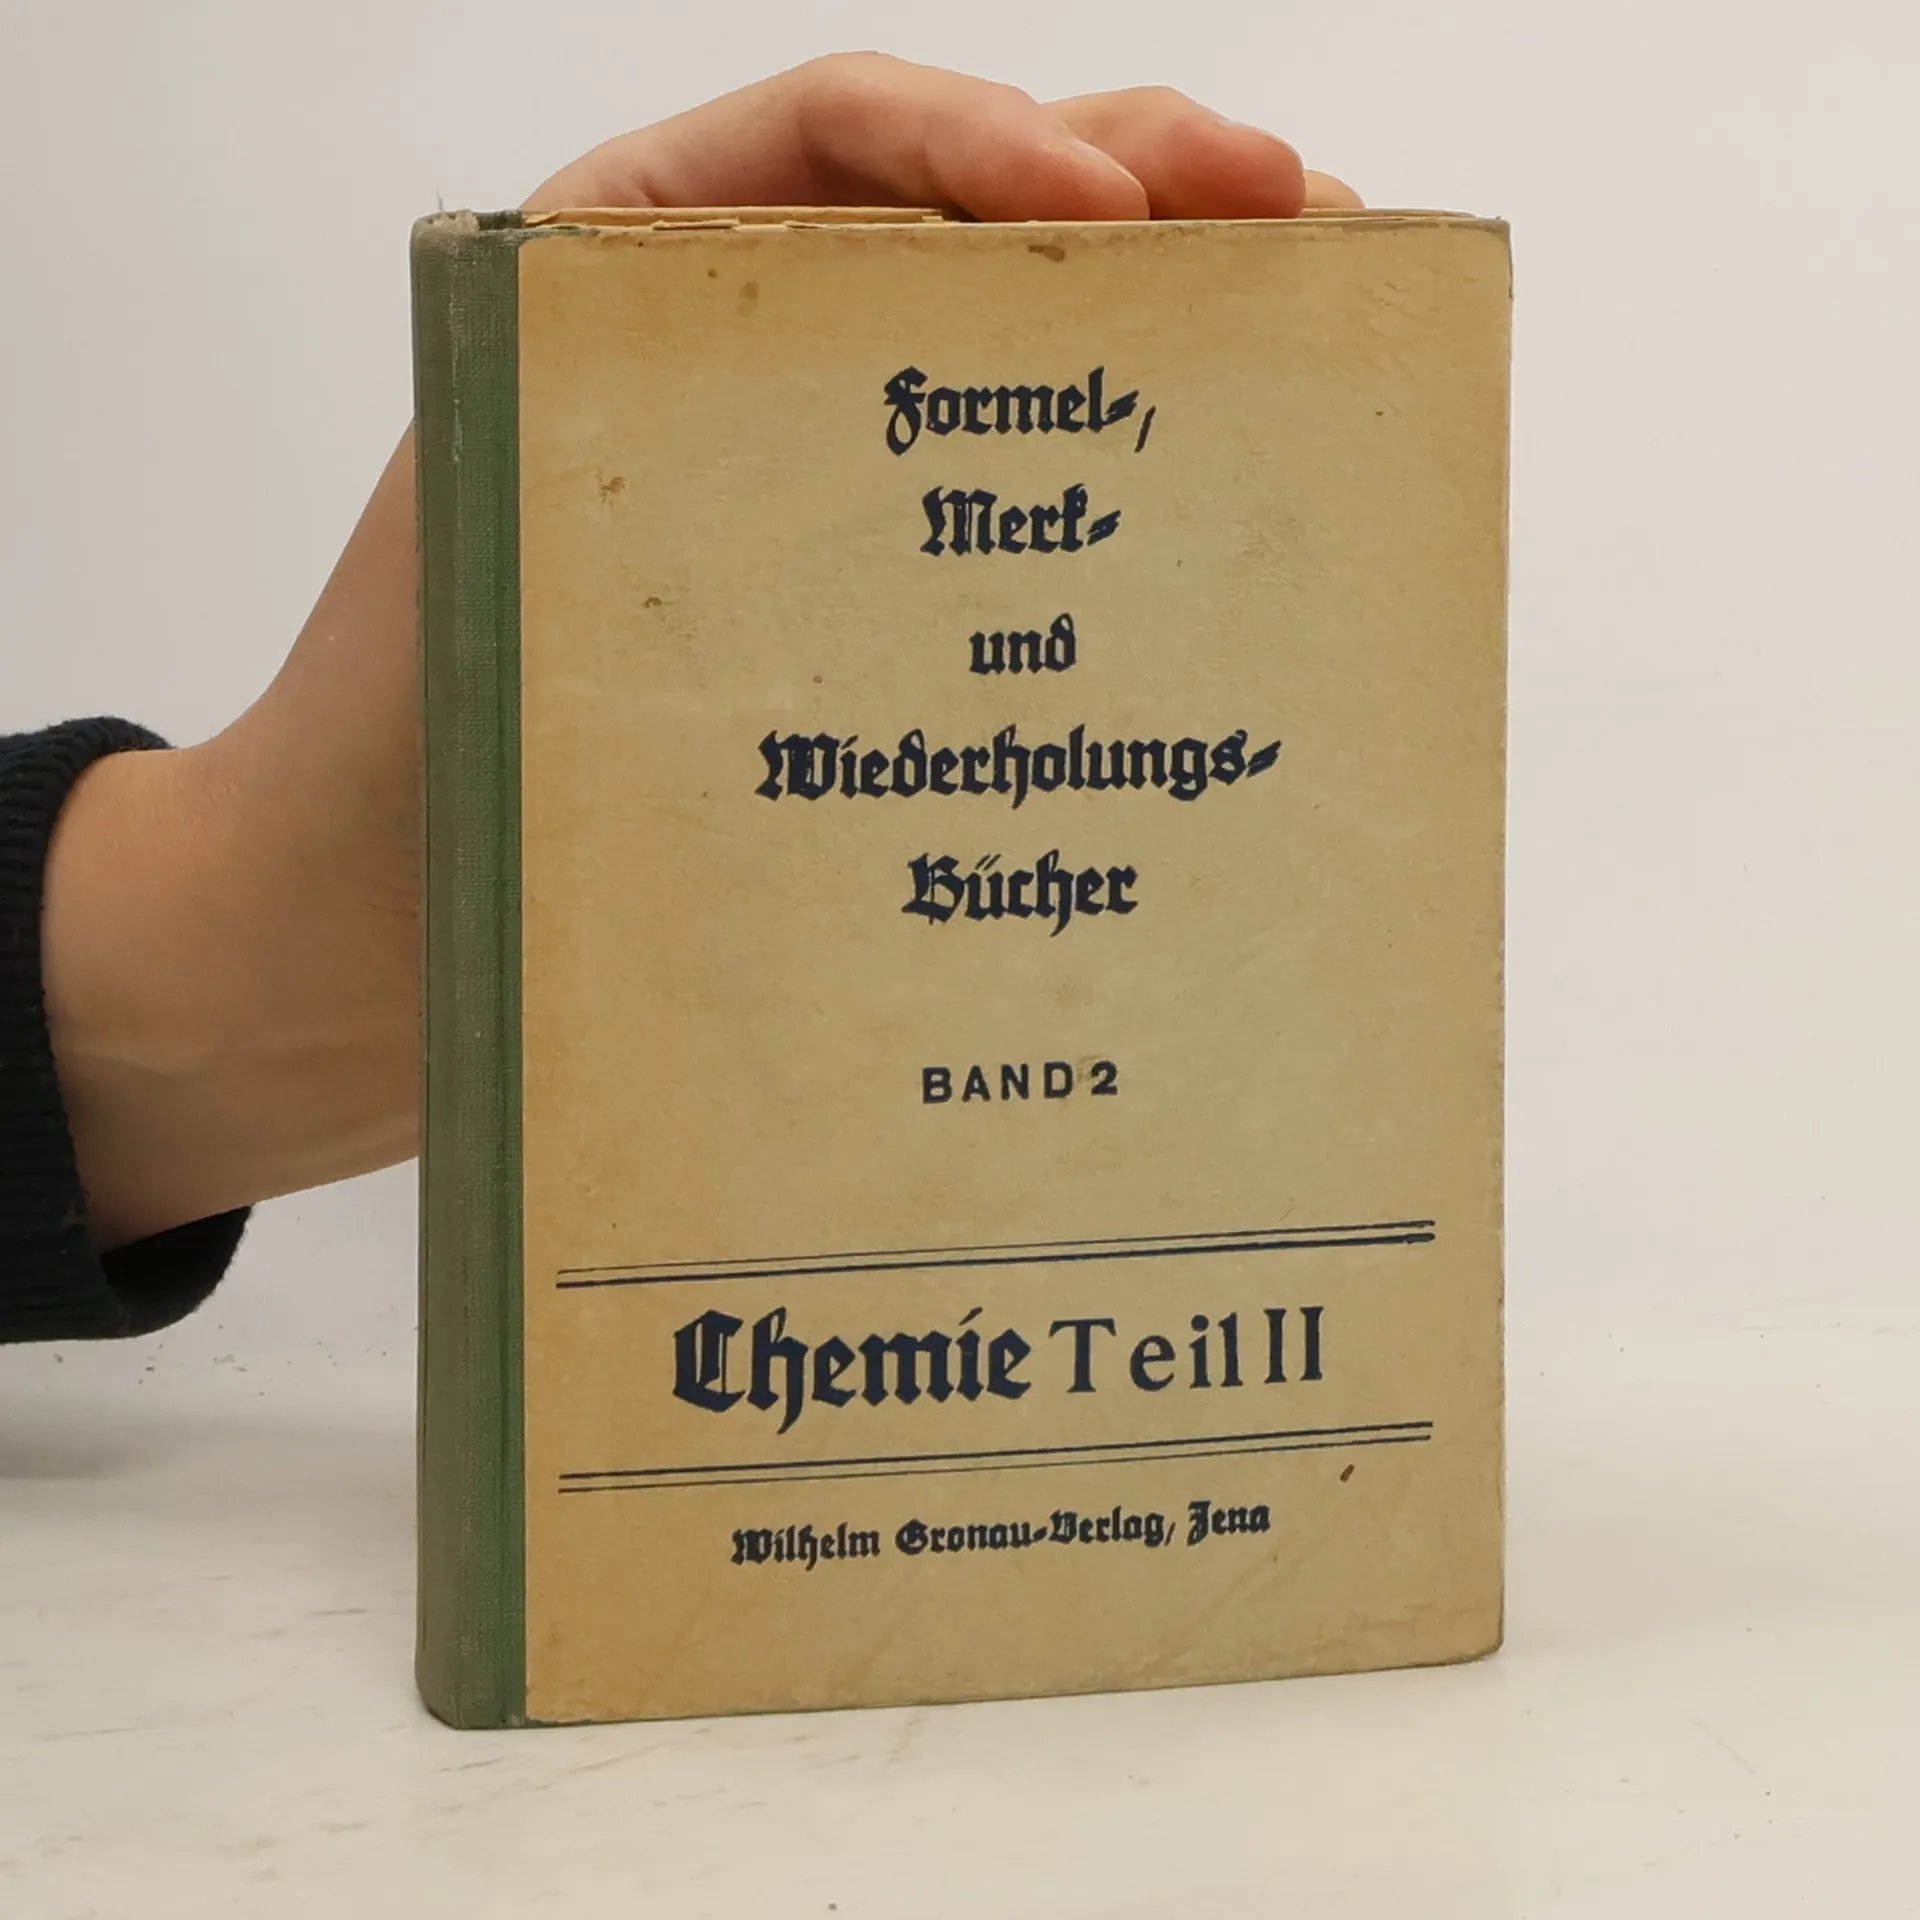 Formel-,
Merk-
und
Wiederholungs-
Bücher
BAND 2
Chemie Teil II
Wilhelm Gronau-Verlag, Jena